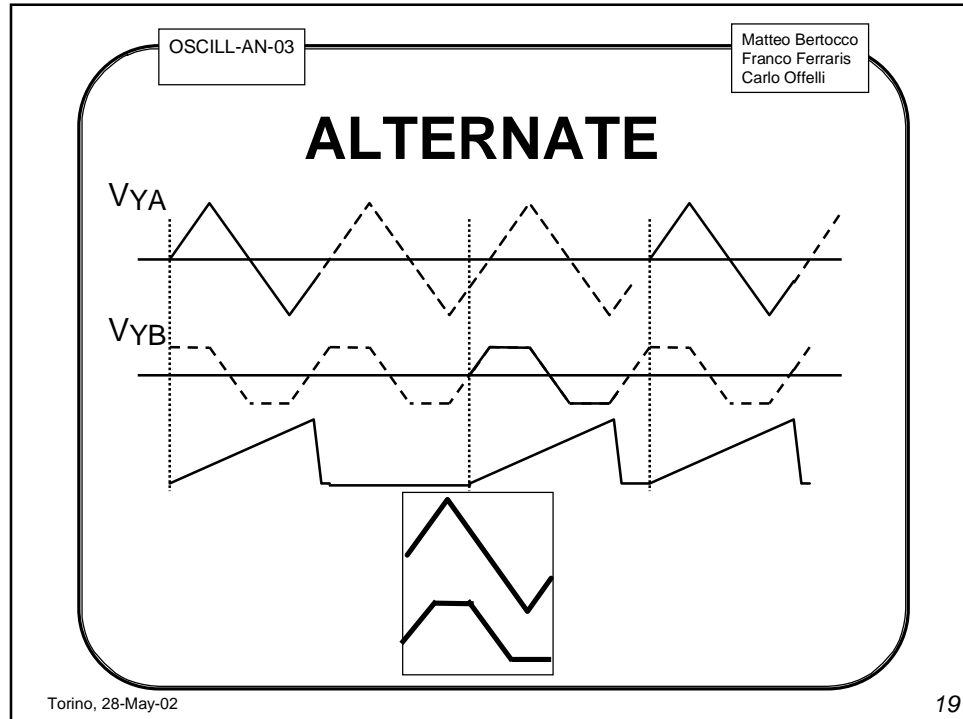 OSCILL-AN-03
Matteo Bertocco
Franco Ferraris
Carlo Offelli
ALTERNATE
VYA
VYB
Torino, 28-May-02
19